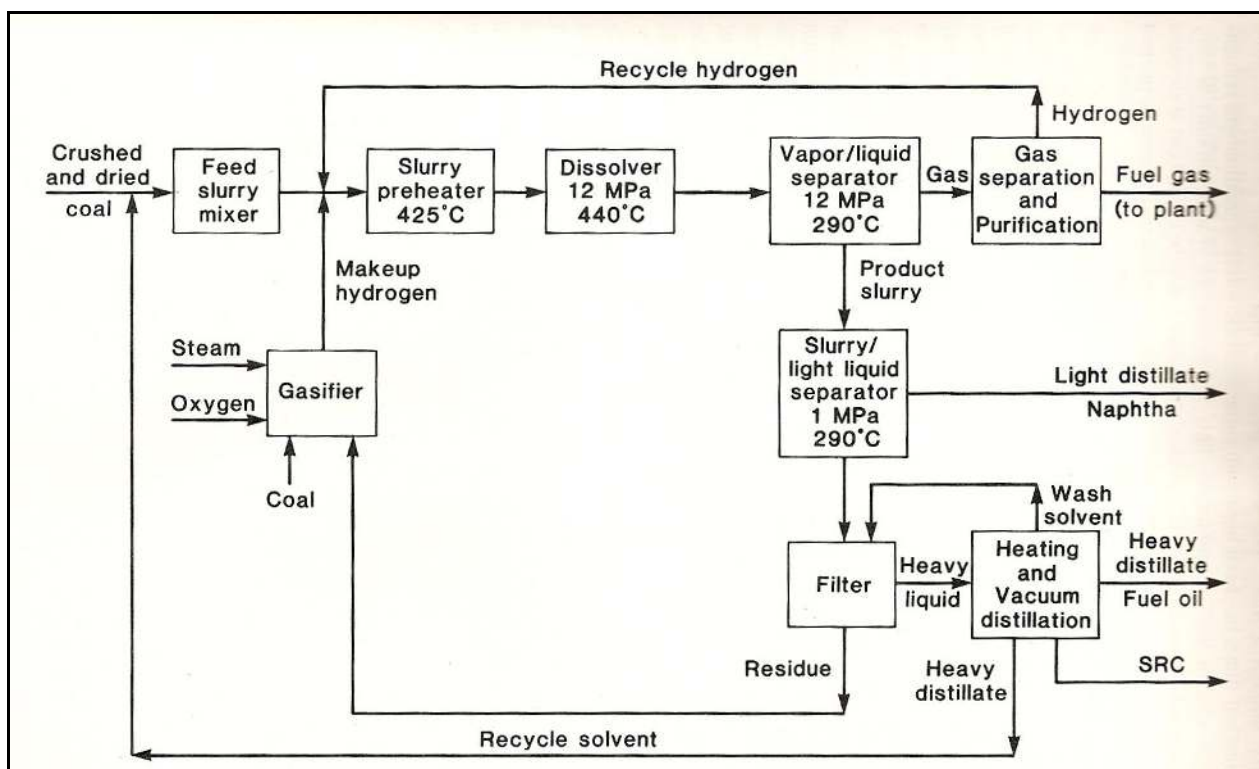 Recycle hydrogen
Hydrogen
Crushed
and dried
coal
Feed
slurry
mixer
Slurry
preheater
425°C
Dissolver
12 MPa
440°C
Vapor/liquid
separator
12 MPa
290°C
Gas
Gas
separation
and
Purification
Fuel gas
(to plant)
Makeup
hydrogen
Product
slurry
Steam
Oxygen
Gasifier
Coal
Slurry/
light liquid
separator
1 MPa
290°C
Light distillate
Naphtha
Wash
solvent
Filter
Heavy
liquid
Heating
and
Vacuum
distillation
Heavy
distillate
Fuel oil
Residue
Heavy
distillate
SRC
Recycle solvent